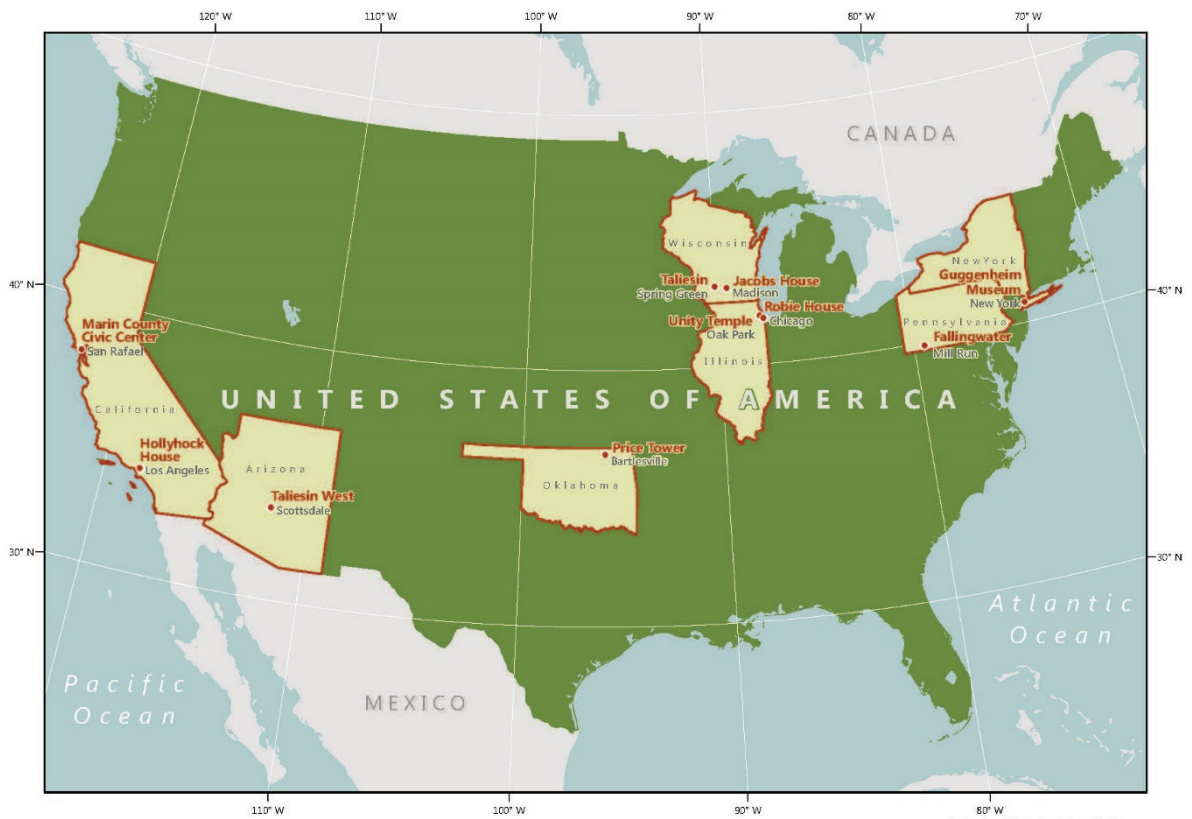 120° W
110° W
100° W
90° W
80° W
70° W
CANADA
Wisconsin
NewYork
Guggenheim
Museum
New York
40° N
40° N
Taliesin
Spring Green
Jacobs House
Madison
Robie House
Chicago
Unity Temple
Oak Park
Illinois
Pennsylvania
Fallingwater
Mill Run
Marin County
Civic Center
San Rafael
California
UNITED STATES OF AMERICA
Hollyhock
House
Los Angeles
Arizona
Taliesin West
Scottsdale
Price Tower
Bartlesville
Oklahoma
30° N
30° N
Atlantic
Ocean
Pacific
Ocean
MEXICO
110° W
100° W
90° W
80° W